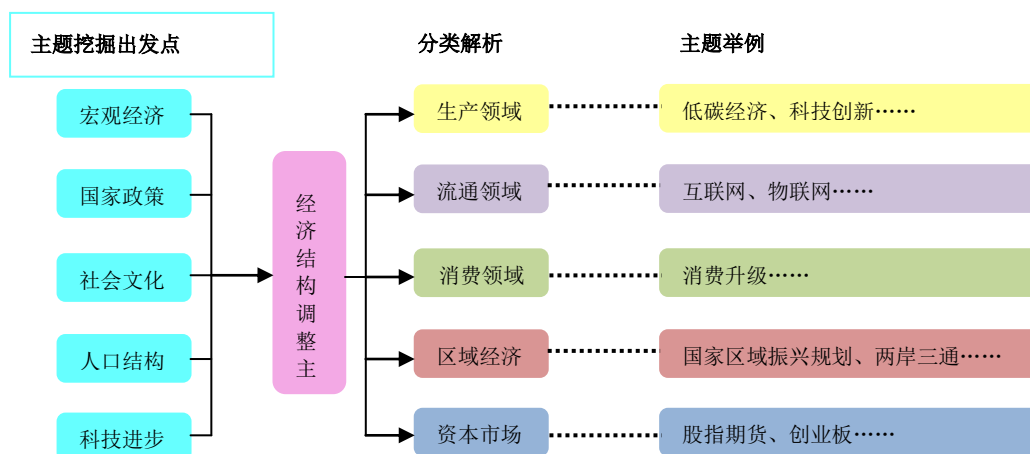 主题挖掘出发点
分类解析
主题举例
宏观经济
国家政策
社会文化
人口结构
科技进步
经济结构调整主
生产领域
低碳经济、科技创新……
流通领域
互联网、物联网……
消费领域
消费升级……
区域经济
国家区域振兴规划、两岸三通……
资本市场
股指期货、创业板……